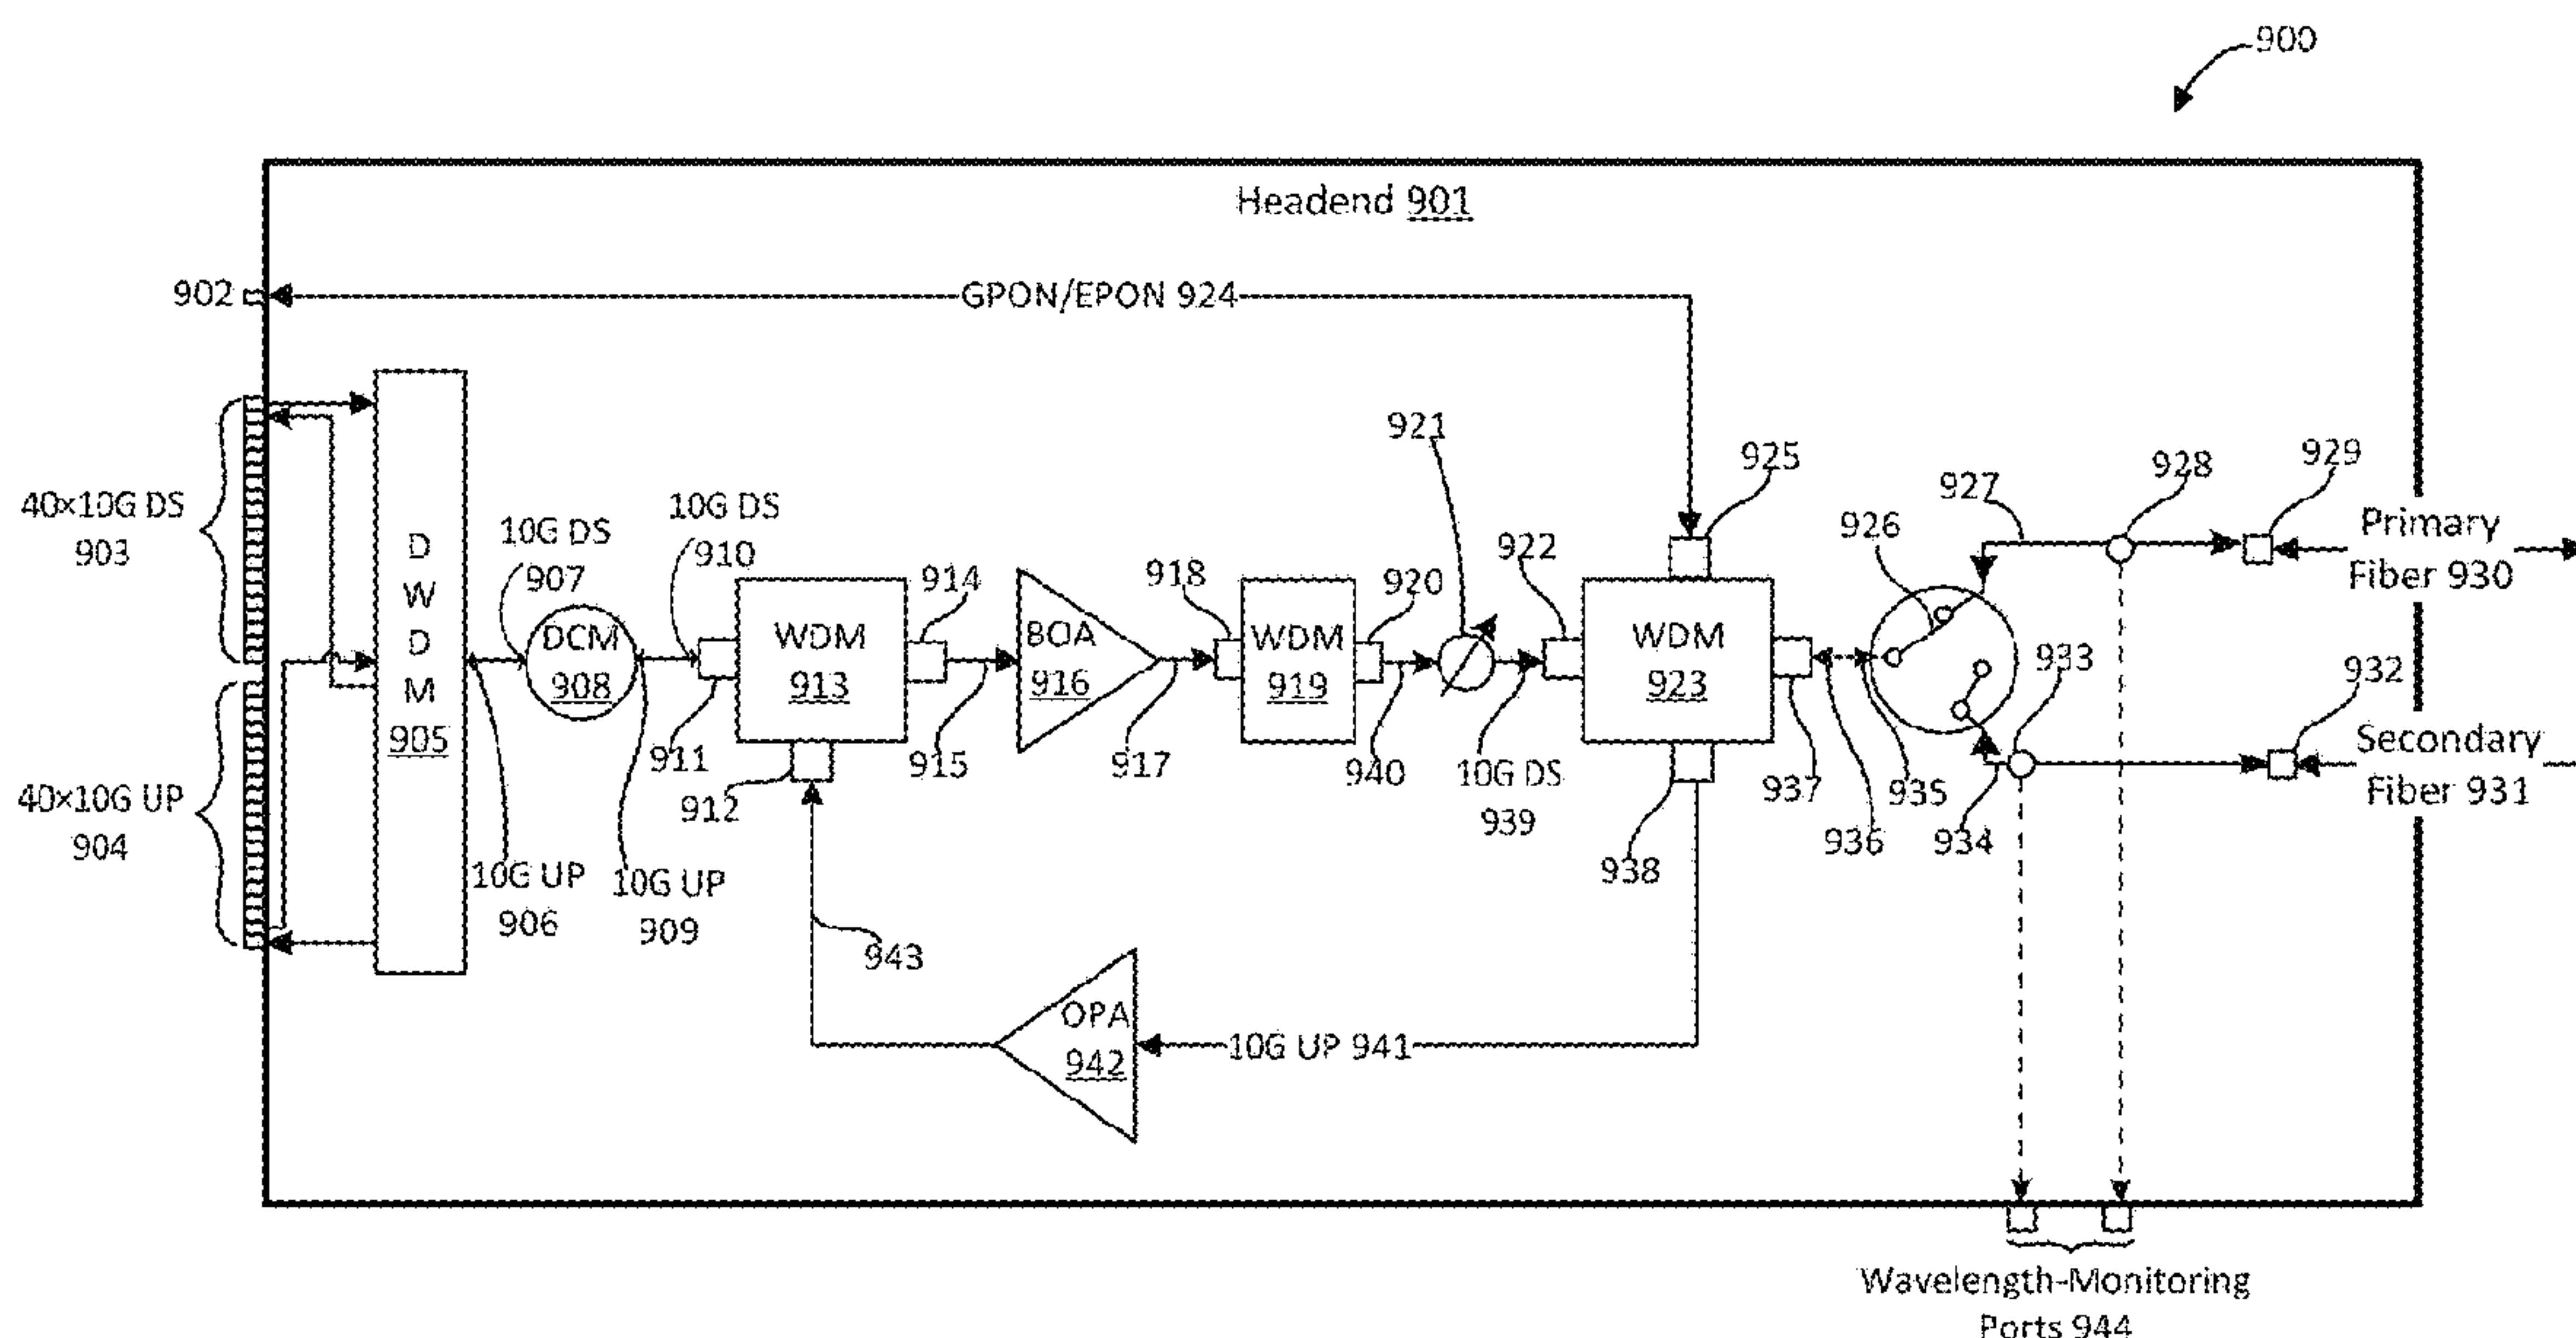 900
Headend 901
902
GPON/EPON 924
40×10G DS
903
40×10G UP
904
D
W
D
M
905
10G DS
907
10G UP
906
DCM
908
10G UP
909
10G DS
910
911
912
WDM
913
914
915
BOA
916
917
918
WDM
919
920
921
940
922
10G DS
939
925
WDM
923
938
937
936
935
926
927
928
929
Primary
Fiber 930
933
934
932
Secondary
Fiber 931
943
OPA
942
10G UP 941
Wavelength-Monitoring
Ports 944